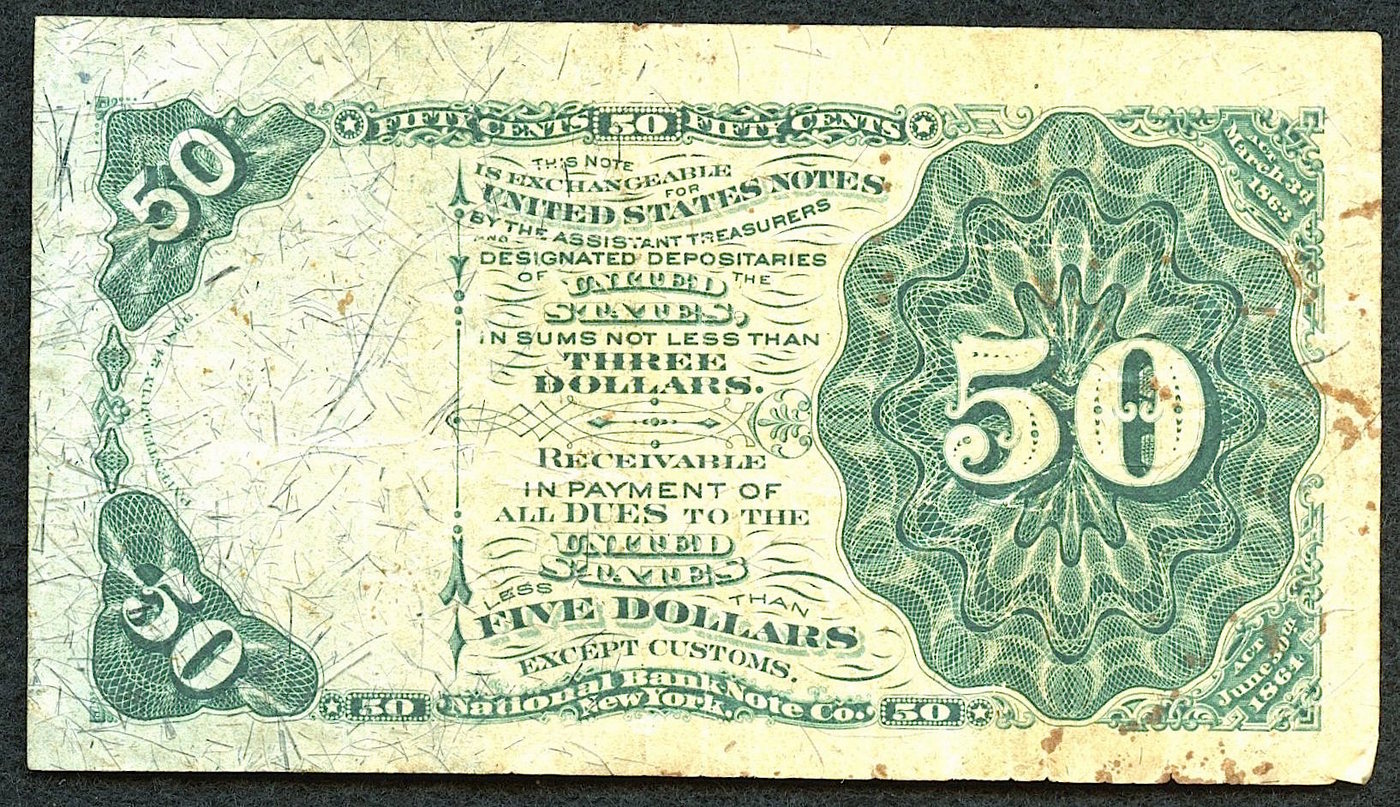 FIFTY CENTS 50 FIFTY CENTS
50
ACT
March 3d
1863
THIS NOTE
IS EXCHANGEABLE
FOR
UNITED STATES NOTES
BY THE ASSISTANT TREASURERS
AND
DESIGNATED DEPOSITARIES
OF UNITED THE
STATES,
IN SUMS NOT LESS THAN
THREE
DOLLARS.
50
RECEIVABLE
IN PAYMENT OF
ALL DUES TO THE
UNITED
STATES
LESS THAN
FIVE DOLLARS
EXCEPT CUSTOMS.
50
ACT
June 30th
1864
50 National Bank Note Co. 50
New York.